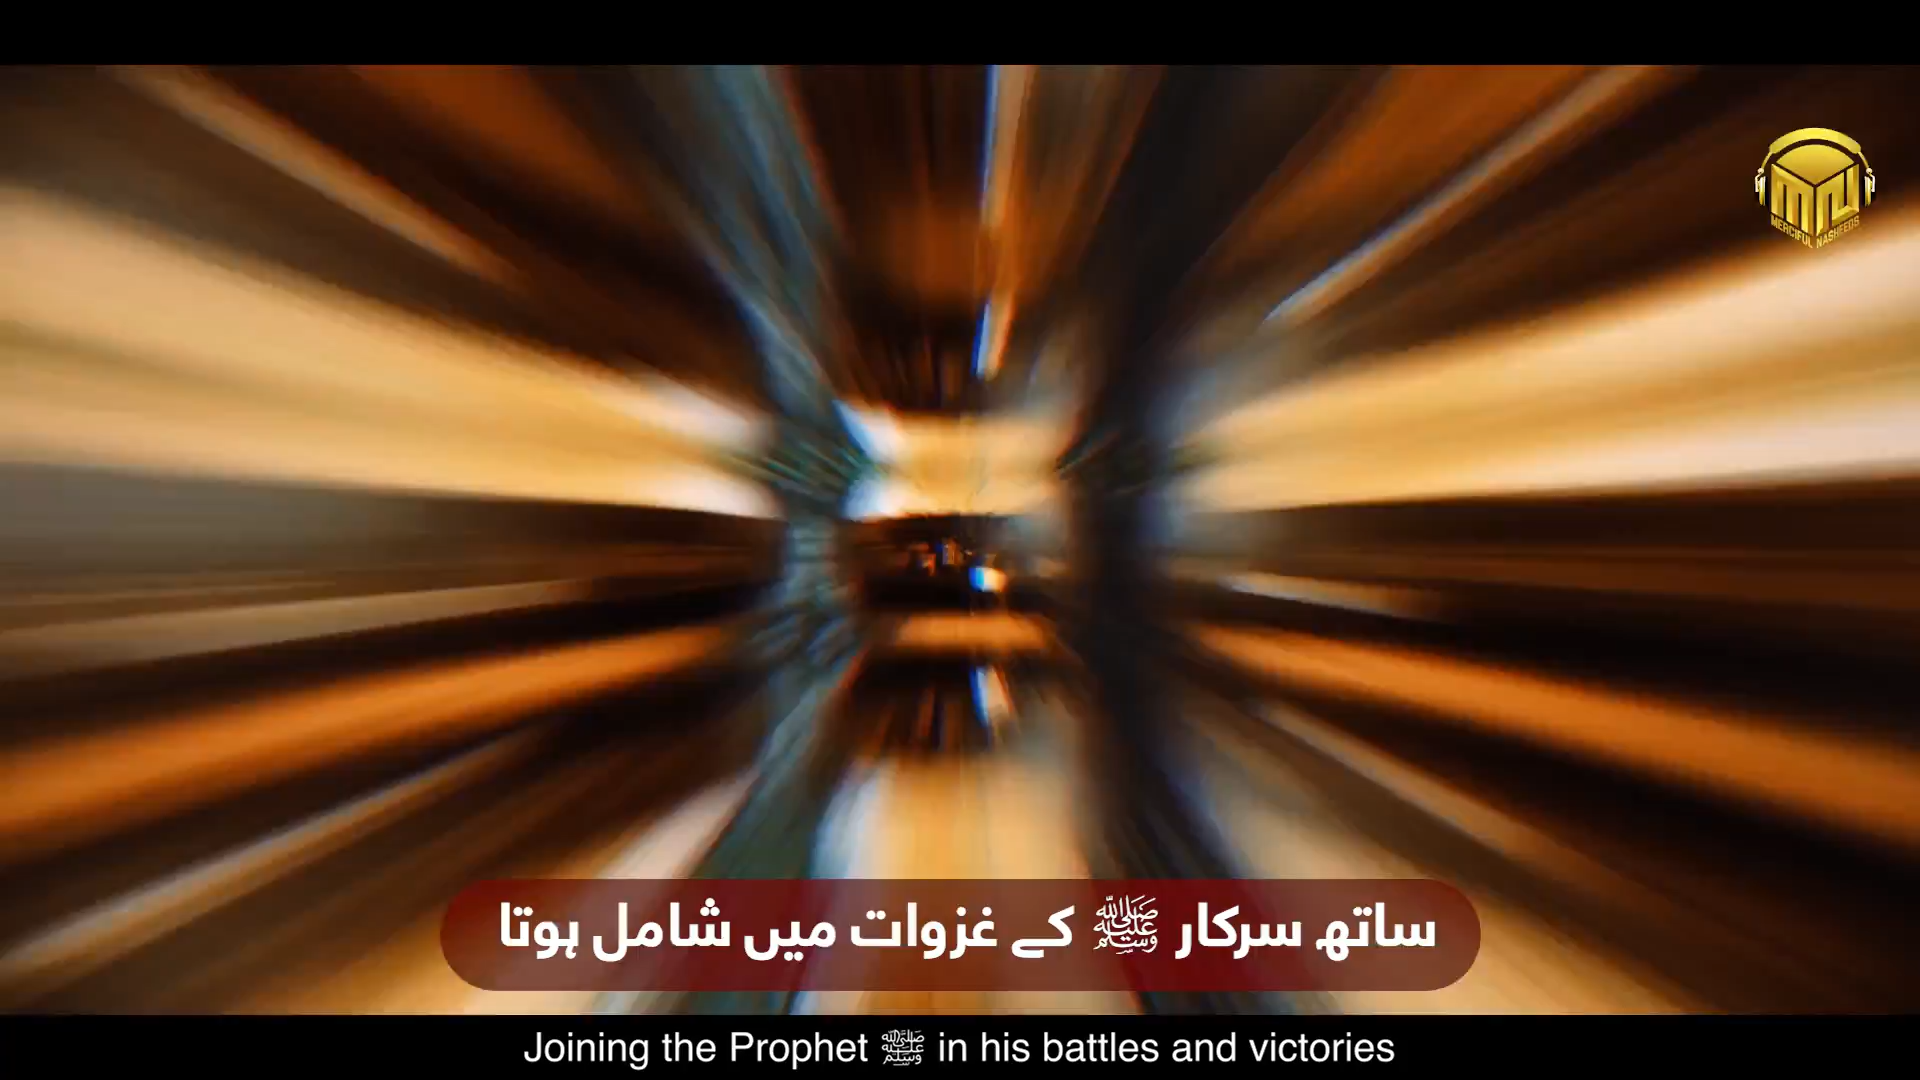 MERCIFUL NASHEEDS
ساتھ سرکار ﷺ کے غزوات میں شامل ہوتا
Joining the Prophet ﷺ in his battles and victories